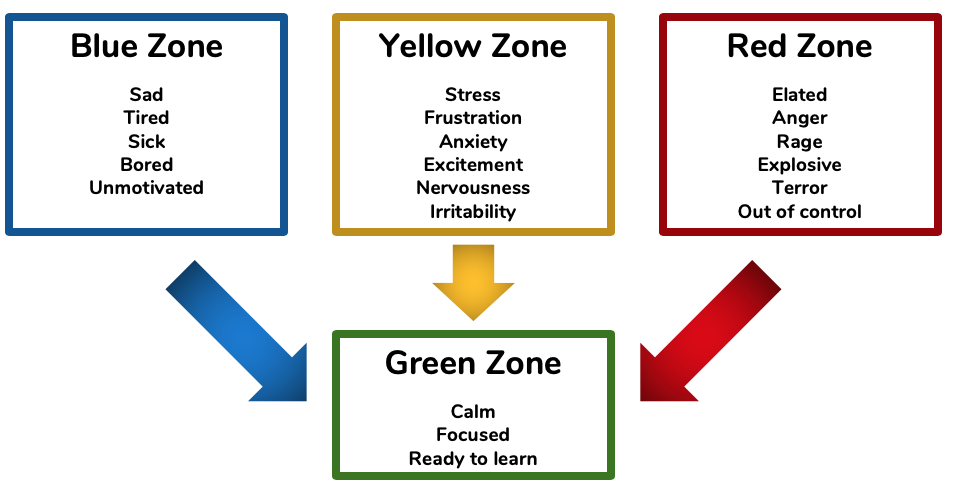 Blue Zone
Sad
Tired
Sick
Bored
Unmotivated
Yellow Zone
Stress
Frustration
Anxiety
Excitement
Nervousness
Irritability
Red Zone
Elated
Anger
Rage
Explosive
Terror
Out of control
Green Zone
Calm
Focused
Ready to learn